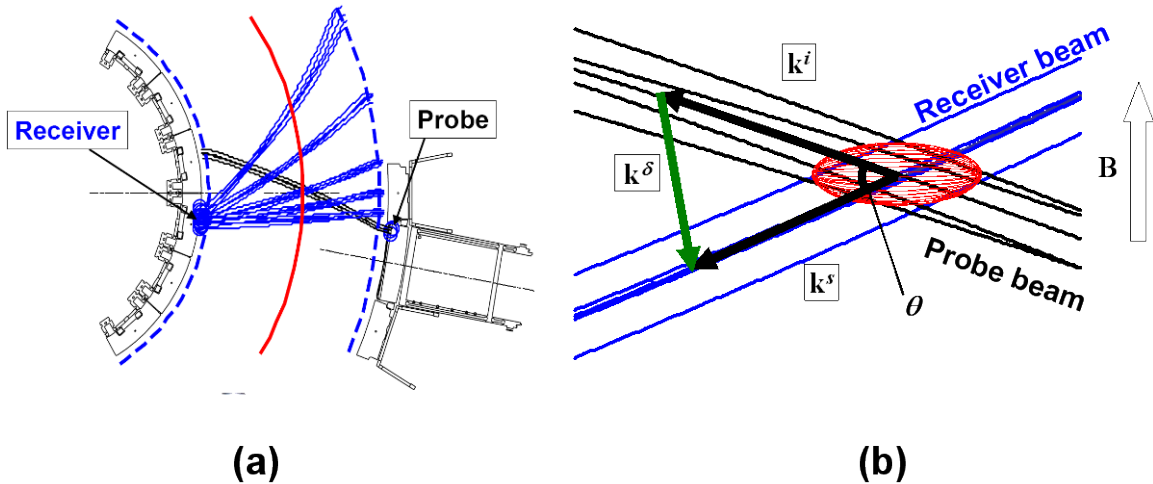 Receiver
Probe
(a)
k^i
Receiver beam
k^δ
B
Probe beam
k^s
θ
(b)